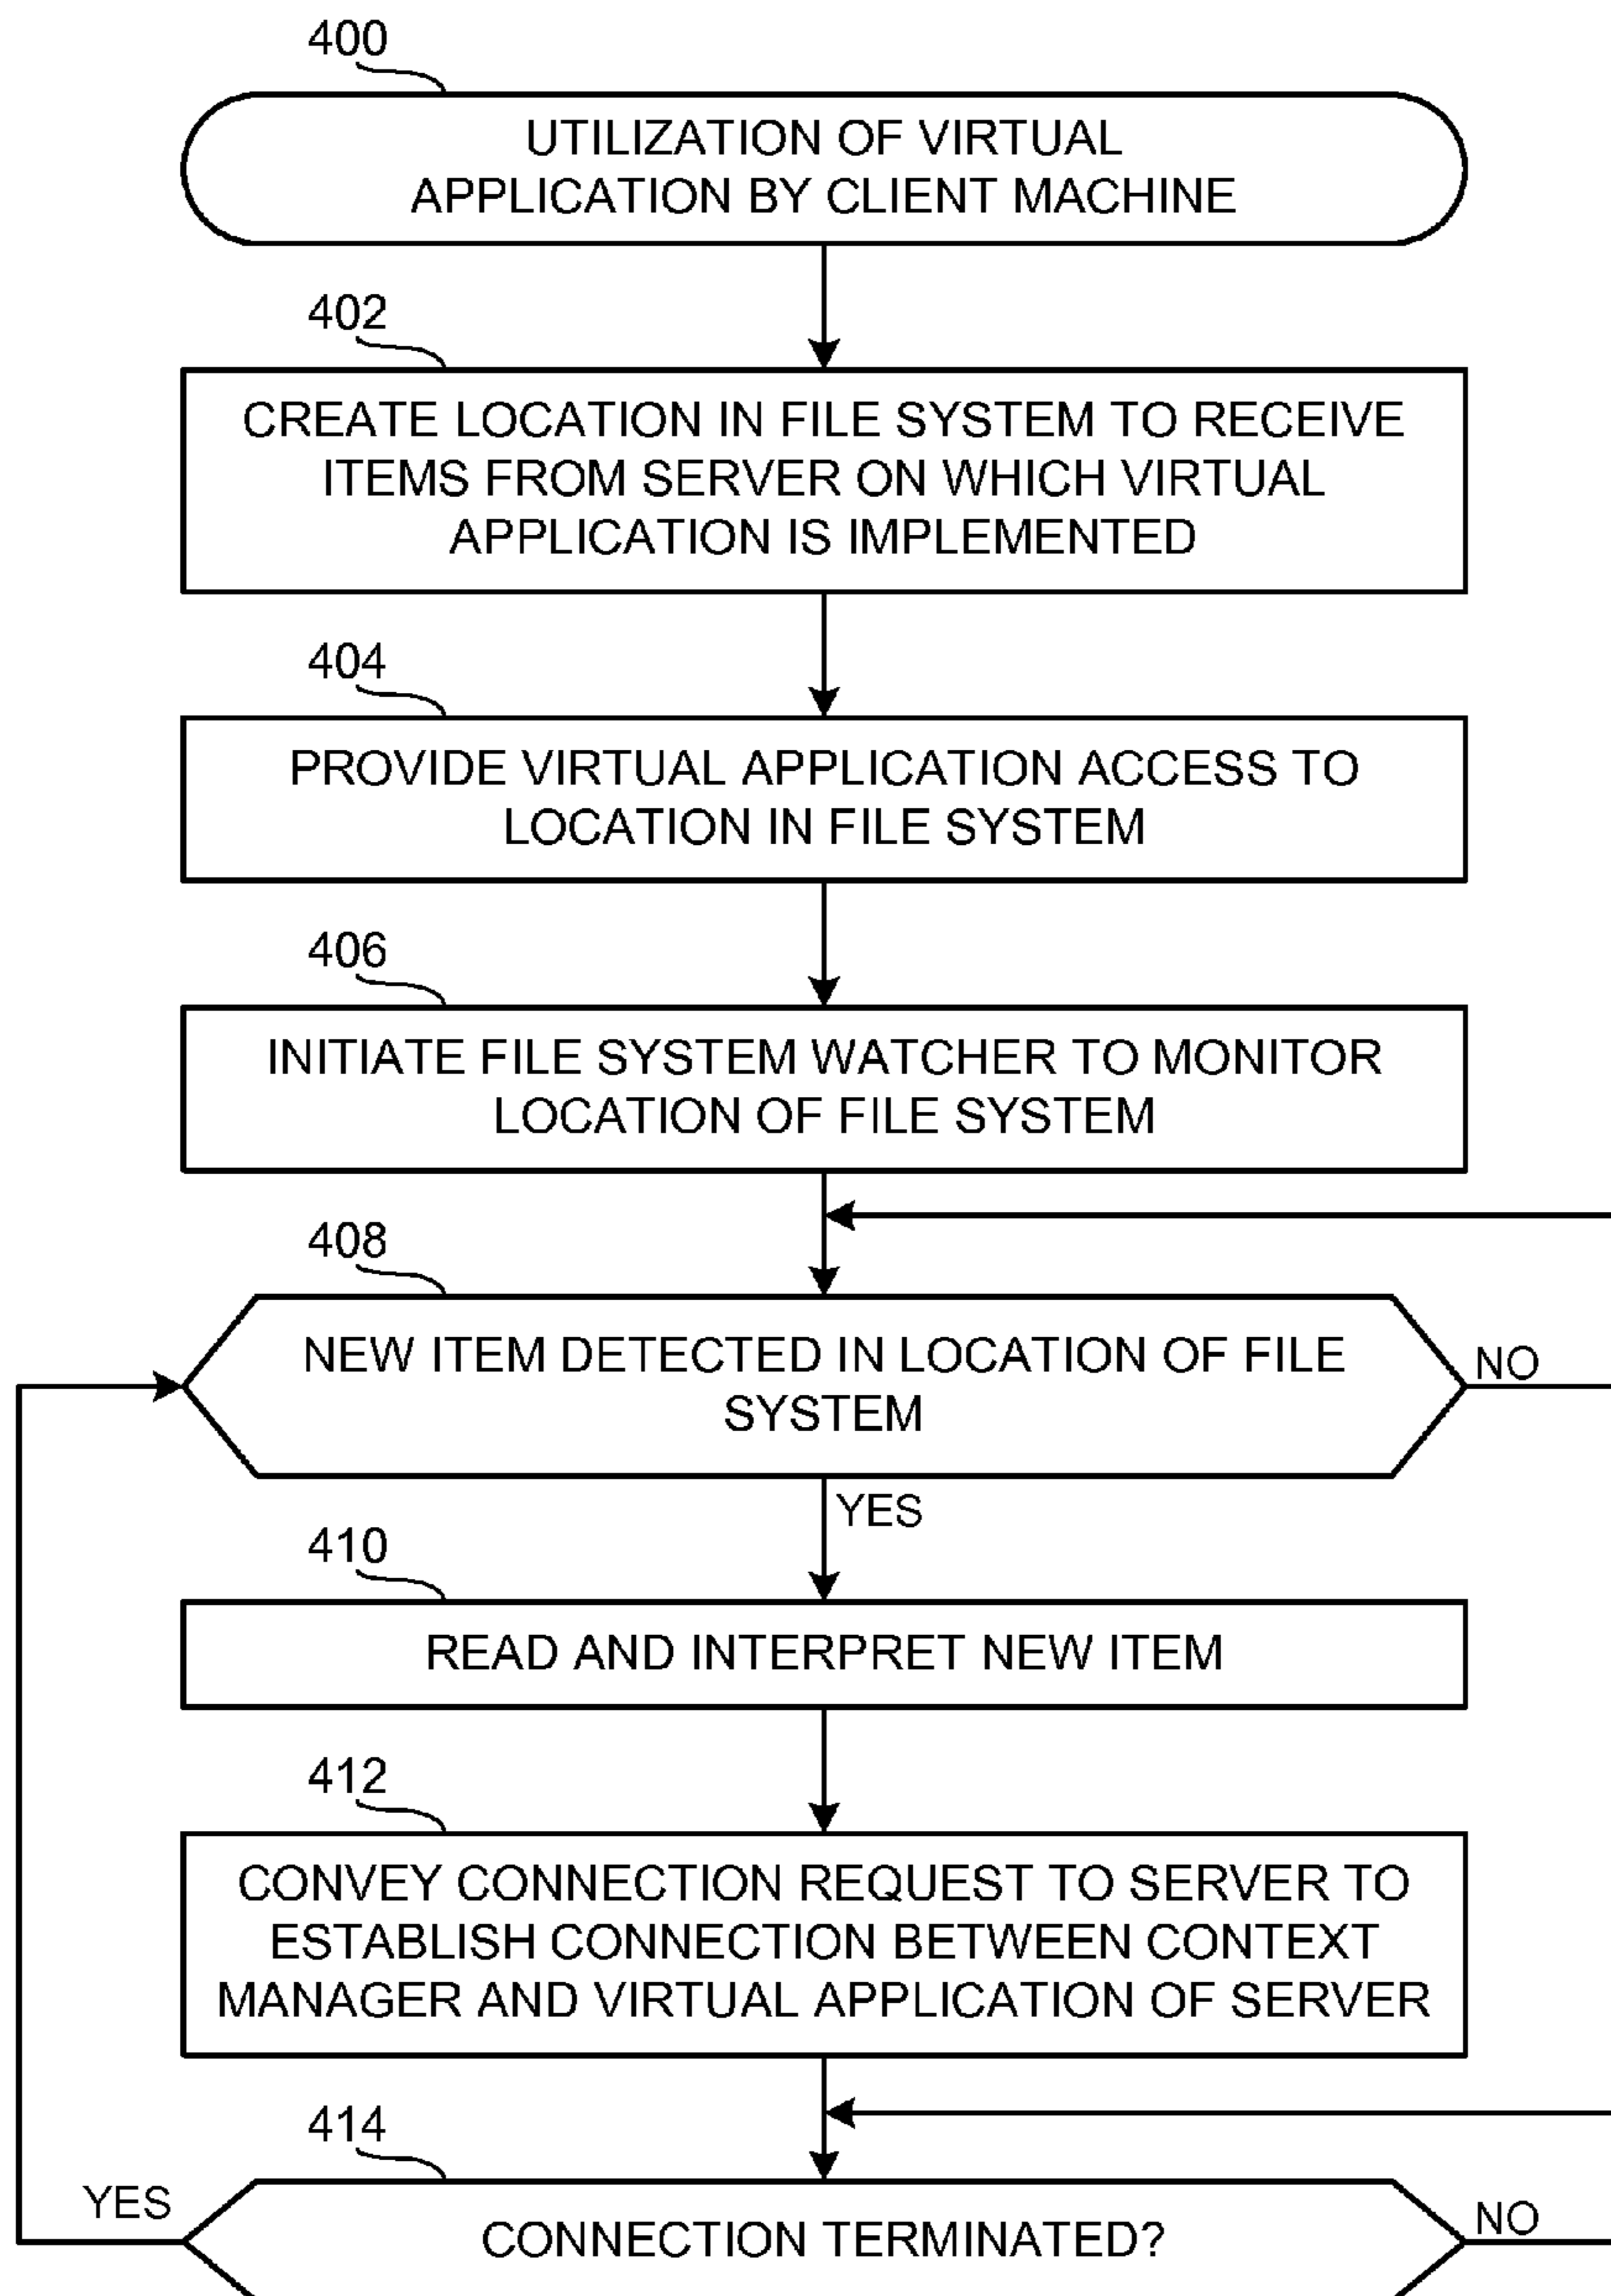 400
UTILIZATION OF VIRTUAL
APPLICATION BY CLIENT MACHINE
402
CREATE LOCATION IN FILE SYSTEM TO RECEIVE
ITEMS FROM SERVER ON WHICH VIRTUAL
APPLICATION IS IMPLEMENTED
404
PROVIDE VIRTUAL APPLICATION ACCESS TO
LOCATION IN FILE SYSTEM
406
INITIATE FILE SYSTEM WATCHER TO MONITOR
LOCATION OF FILE SYSTEM
408
NEW ITEM DETECTED IN LOCATION OF FILE
SYSTEM
NO
YES
410
READ AND INTERPRET NEW ITEM
412
CONVEY CONNECTION REQUEST TO SERVER TO
ESTABLISH CONNECTION BETWEEN CONTEXT
MANAGER AND VIRTUAL APPLICATION OF SERVER
414
YES
CONNECTION TERMINATED?
NO